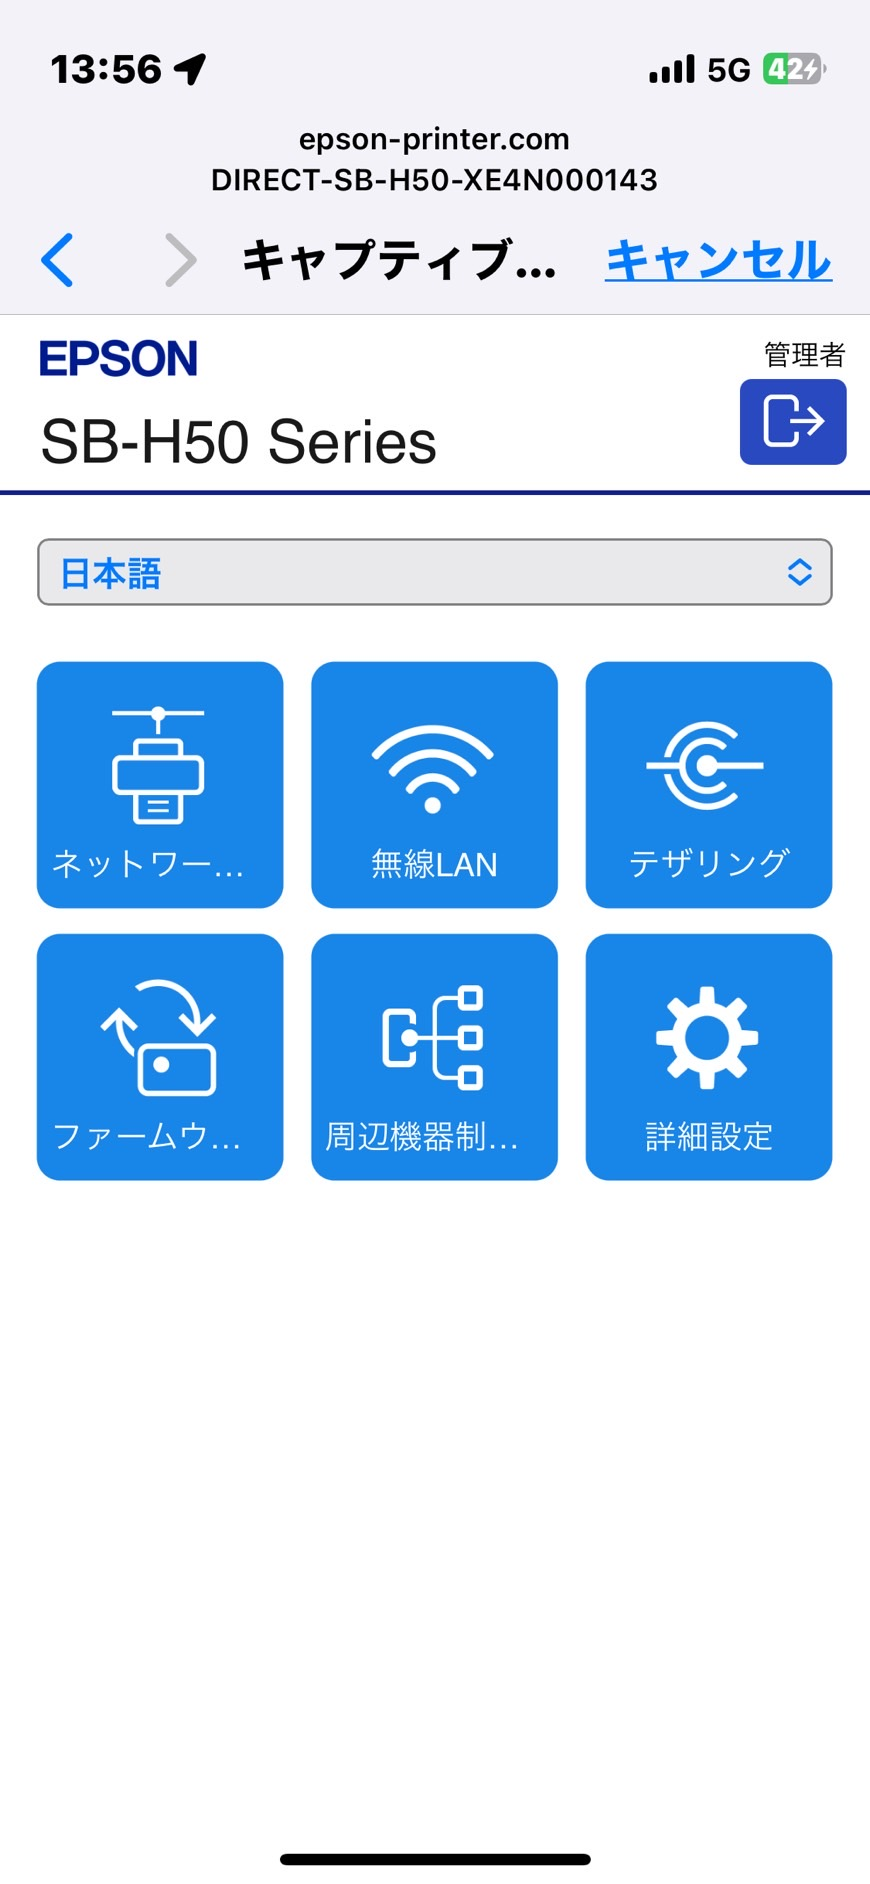 13:56
5G
42
epson-printer.com
DIRECT-SB-H50-XE4N000143
キャプティブ...
キャンセル
EPSON
管理者
SB-H50 Series
日本語
ネットワー...
無線LAN
テザリング
ファームウ...
周辺機器制...
詳細設定